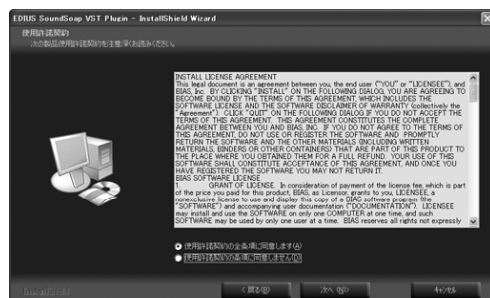 EDIUS SoundSoap VST Plugin - InstallShield Wizard
使用許諾契約
次の製品使用許諾契約を注意深くお読みください。
INSTALL LICENSE AGREEMENT
This legal document is an agreement between you, the end user ("YOU" or "LICENSEE"), and
BIAS, Inc. BY CLICKING "INSTALL" ON THE FOLLOWING DIALOG, YOU ARE AGREEING TO
BECOME BOUND BY THE TERMS OF THIS AGREEMENT, WHICH INCLUDES THE
SOFTWARE LICENSE AND THE SOFTWARE DISCLAIMER OF WARRANTY (collectively the
"Agreement"). CLICK "QUIT" ON THE FOLLOWING DIALOG IF YOU DO NOT ACCEPT THE
TERMS OF THIS AGREEMENT. THIS AGREEMENT CONSTITUTES THE COMPLETE
AGREEMENT BETWEEN YOU AND BIAS, INC. IF YOU DO NOT AGREE TO THE TERMS OF
THIS AGREEMENT, DO NOT USE OR REGISTER THE SOFTWARE AND PROMPTLY
RETURN THE SOFTWARE AND THE OTHER MATERIALS (INCLUDING WRITTEN
MATERIALS, BINDERS OR OTHER CONTAINERS) THAT ARE PART OF THIS PRODUCT TO
THE PLACE WHERE YOU OBTAINED THEM FOR A FULL REFUND. YOUR USE OF THIS
SOFTWARE SHALL CONSTITUTE ACCEPTANCE OF THIS AGREEMENT, AND ONCE YOU
HAVE REGISTERED THE SOFTWARE YOU MAY NOT RETURN IT.
BIAS SOFTWARE LICENSE
1. GRANT OF LICENSE. In consideration of payment of the license fee, which is part
of the price you paid for this product, BIAS, as Licensor, grants to you, LICENSEE, a
nonexclusive license to use and display this copy of a BIAS software program (the
"SOFTWARE") and accompanying user documentation ("DOCUMENTATION"). LICENSEE
may install and use the SOFTWARE on only one COMPUTER at one time, and such
SOFTWARE may be used by only one user at a time. BIAS reserves all rights not expressly
使用許諾契約の全条項に同意します(A)
使用許諾契約の条項に同意しません(D)
InstallShield
< 戻る(B)
次へ(N) >
キャンセル